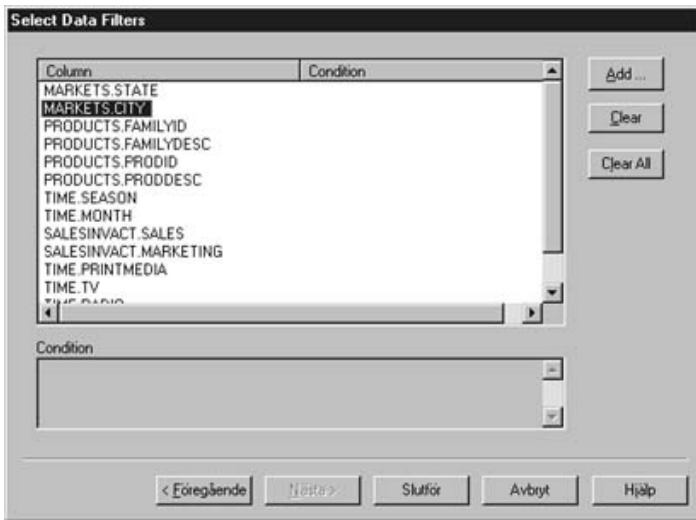 Select Data Filters
Column Condition
MARKETS.STATE
MARKETS.CITY
PRODUCTS.FAMILYID
PRODUCTS.FAMILYDESC
PRODUCTS.PRODID
PRODUCTS.PRODDESC
TIME.SEASON
TIME.MONTH
SALESINVACT.SALES
SALESINVACT.MARKETING
TIME.PRINTMEDIA
TIME.TV
TIME.RADIO
Add ...
Clear
Clear All
Condition
< Föregående
Nästa >
Slutför
Avbryt
Hjälp